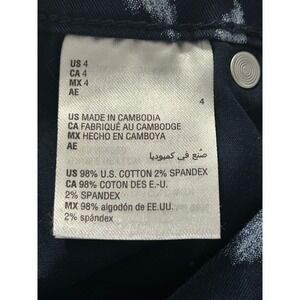 US 4
CA 4
MX 4
AE
4
US MADE IN CAMBODIA
CA FABRIQUÉ AU CAMBODGE
MX HECHO EN CAMBOYA
AE
صنع في كمبوديا
US 98% U.S. COTTON 2% SPANDEX
CA 98% COTON DES E.-U.
2% SPANDEX
MX 98% algodón de EE.UU.
2% spándex